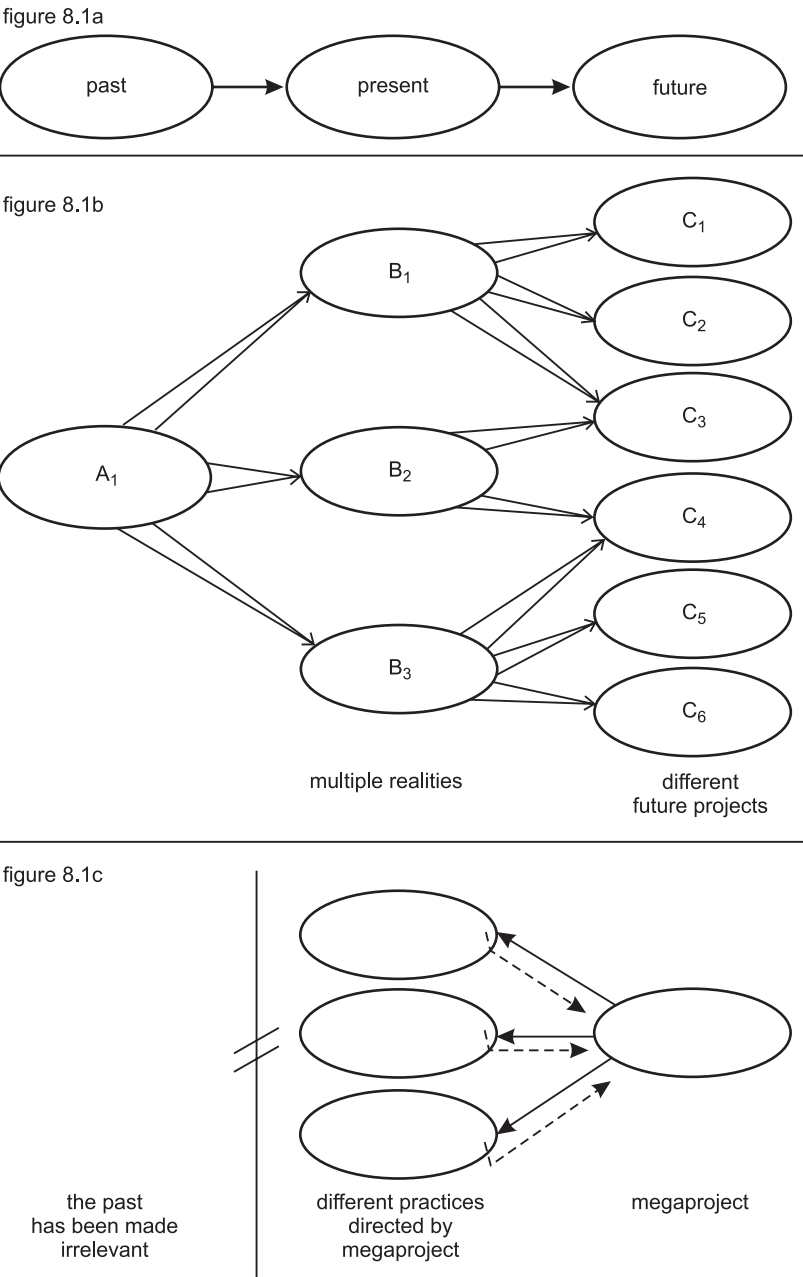 figure 8.1a
past
present
future
figure 8.1b
C₁
B₁
C₂
C₃
A₁
B₂
C₄
C₅
B₃
C₆
multiple realities
different
future projects
figure 8.1c
the past
has been made
irrelevant
different practices
directed by
megaproject
megaproject